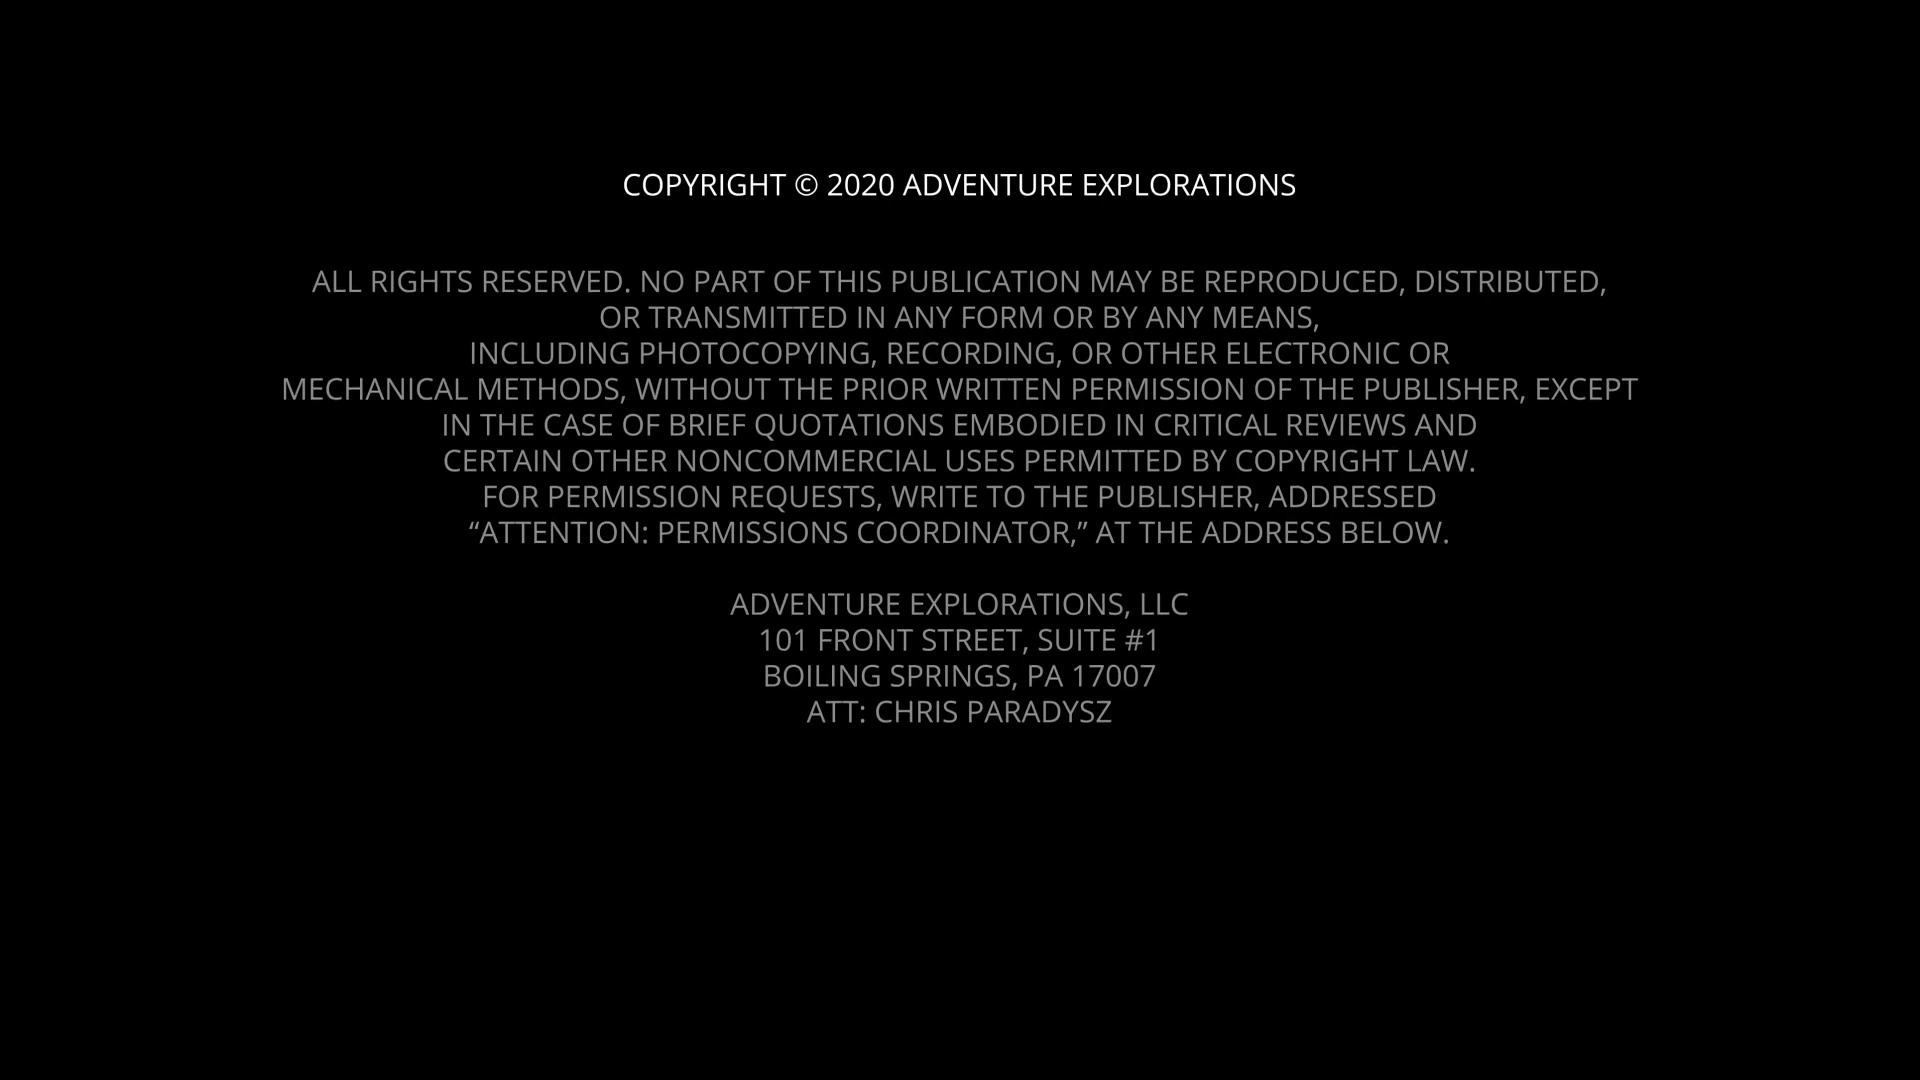 COPYRIGHT © 2020 ADVENTURE EXPLORATIONS
ALL RIGHTS RESERVED. NO PART OF THIS PUBLICATION MAY BE REPRODUCED, DISTRIBUTED,
OR TRANSMITTED IN ANY FORM OR BY ANY MEANS,
INCLUDING PHOTOCOPYING, RECORDING, OR OTHER ELECTRONIC OR
MECHANICAL METHODS, WITHOUT THE PRIOR WRITTEN PERMISSION OF THE PUBLISHER, EXCEPT
IN THE CASE OF BRIEF QUOTATIONS EMBODIED IN CRITICAL REVIEWS AND
CERTAIN OTHER NONCOMMERCIAL USES PERMITTED BY COPYRIGHT LAW.
FOR PERMISSION REQUESTS, WRITE TO THE PUBLISHER, ADDRESSED
“ATTENTION: PERMISSIONS COORDINATOR,” AT THE ADDRESS BELOW.
ADVENTURE EXPLORATIONS, LLC
101 FRONT STREET, SUITE #1
BOILING SPRINGS, PA 17007
ATT: CHRIS PARADYSZ